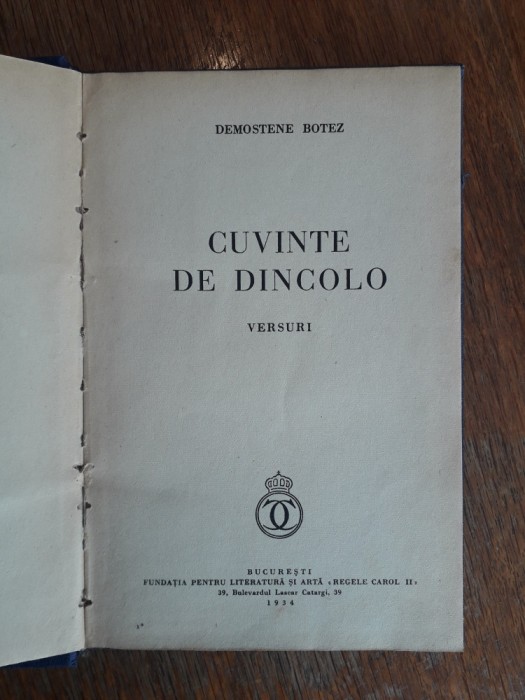 DEMOSTENE BOTEZ
CUVINTE
DE DINCOLO
VERSURI
BUCUREȘTI
FUNDAȚIA PENTRU LITERATURĂ ȘI ARTĂ «REGELE CAROL II»
39, Bulevardul Lascar Catargi, 39
1934